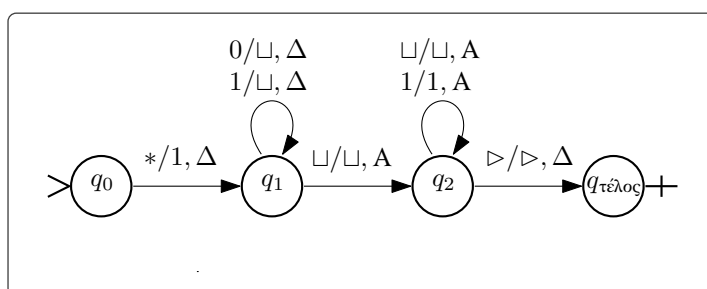 0/⊔, Δ
1/⊔, Δ
⊔/⊔, Α
1/1, Α
∗/1, Δ
⊔/⊔, Α
▷/▷, Δ
q0
q1
q2
qτέλος